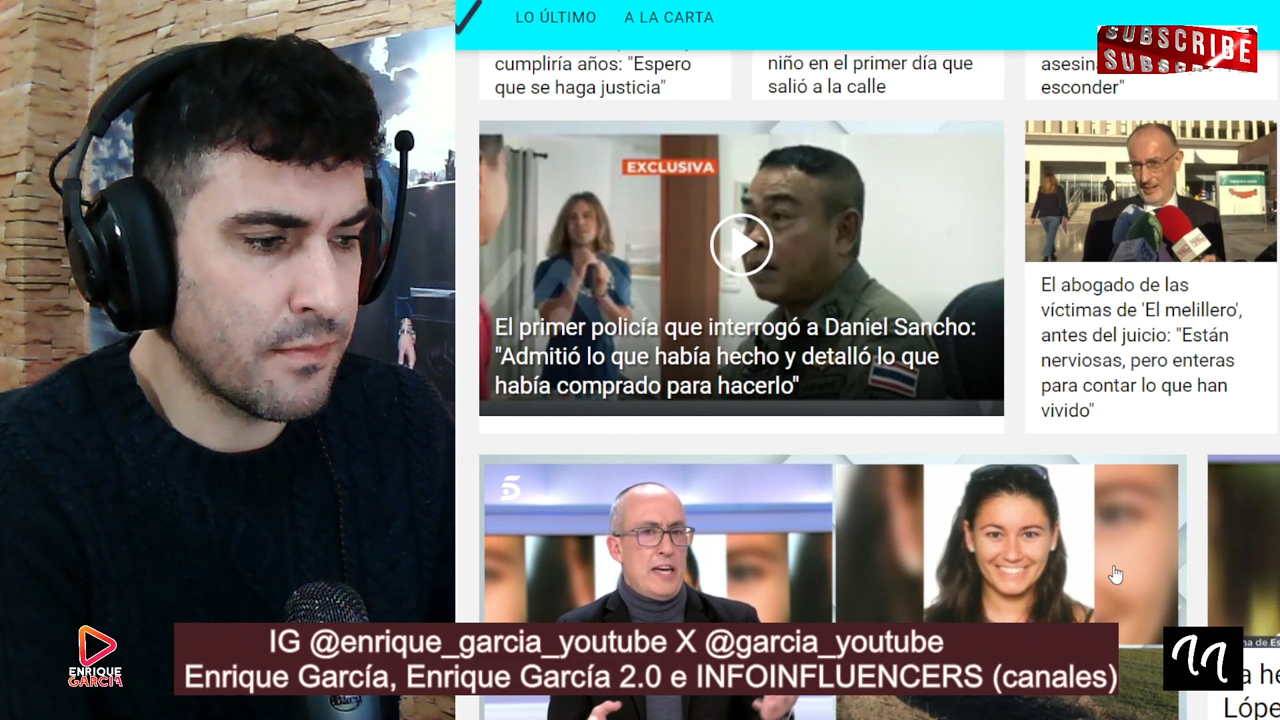 LO ÚLTIMO A LA CARTA
SUBSCRIBE
cumpliría años: "Espero
que se haga justicia"
niño en el primer día que
salió a la calle
esconder"
EXCLUSIVA
El primer policía que interrogó a Daniel Sancho:
"Admitió lo que había hecho y detalló lo que
había comprado para hacerlo"
El abogado de las
víctimas de 'El melillero',
antes del juicio: "Están
nerviosas, pero enteras
para contar lo que han
vivido"
5
IG @enrique_garcia_youtube X @garcia_youtube
Enrique García, Enrique García 2.0 e INFOINFLUENCERS (canales)
ENRIQUE
GARCÍA